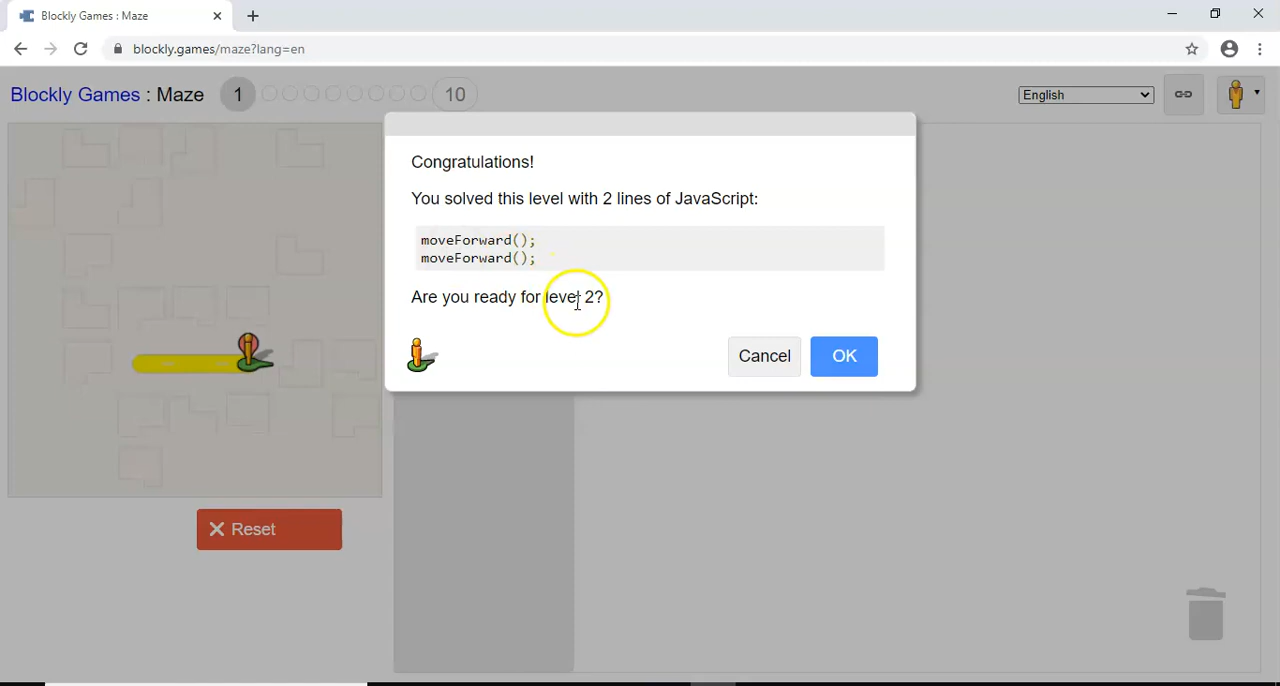 Blockly Games : Maze
blockly.games/maze?lang=en
Blockly Games : Maze 1 10
English
Congratulations!
You solved this level with 2 lines of JavaScript:
moveForward();
moveForward();
Are you ready for level 2?
Cancel OK
Reset